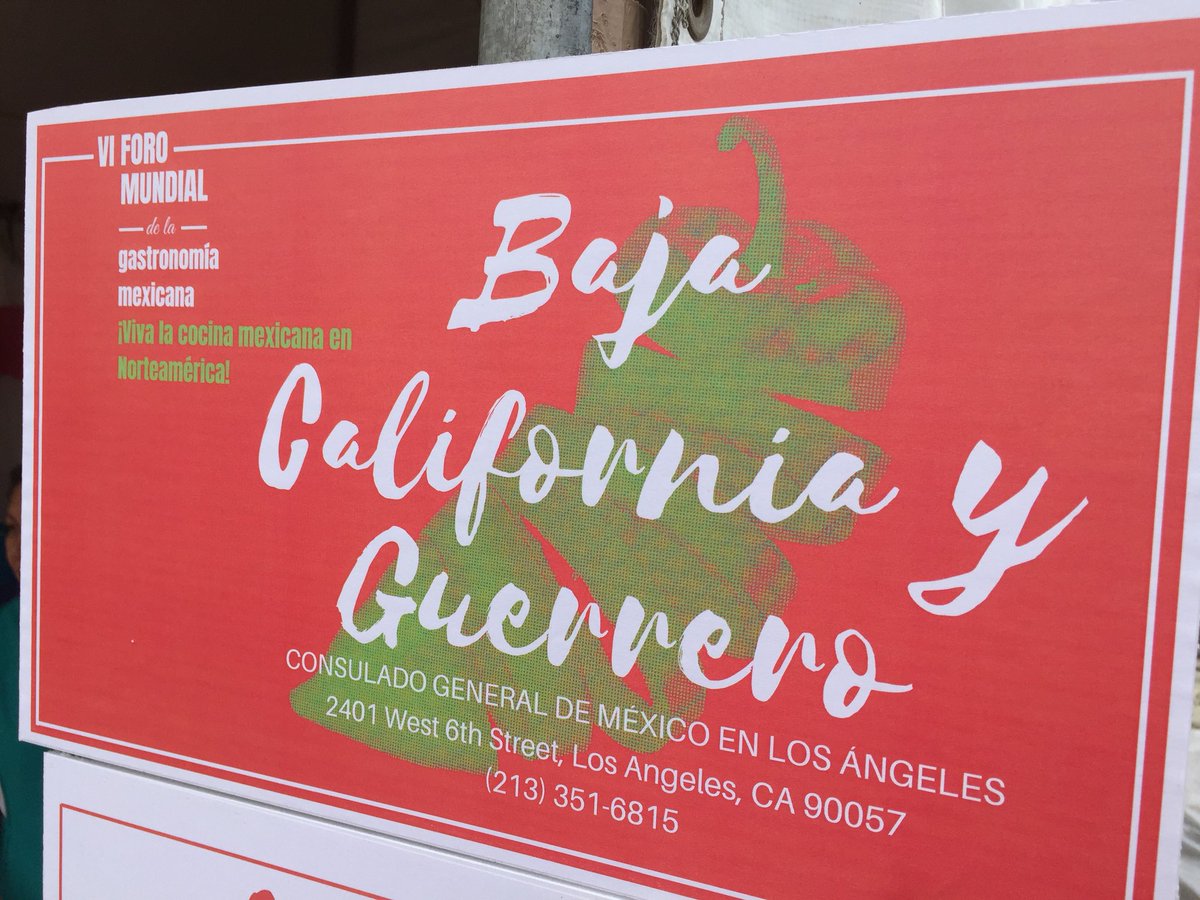 VI FORO
MUNDIAL
de la
gastronomía
mexicana
¡Viva la cocina mexicana en
Norteamérica!
Baja
California y
Guerrero
CONSULADO GENERAL DE MÉXICO EN LOS ÁNGELES
2401 West 6th Street, Los Angeles, CA 90057
(213) 351-6815